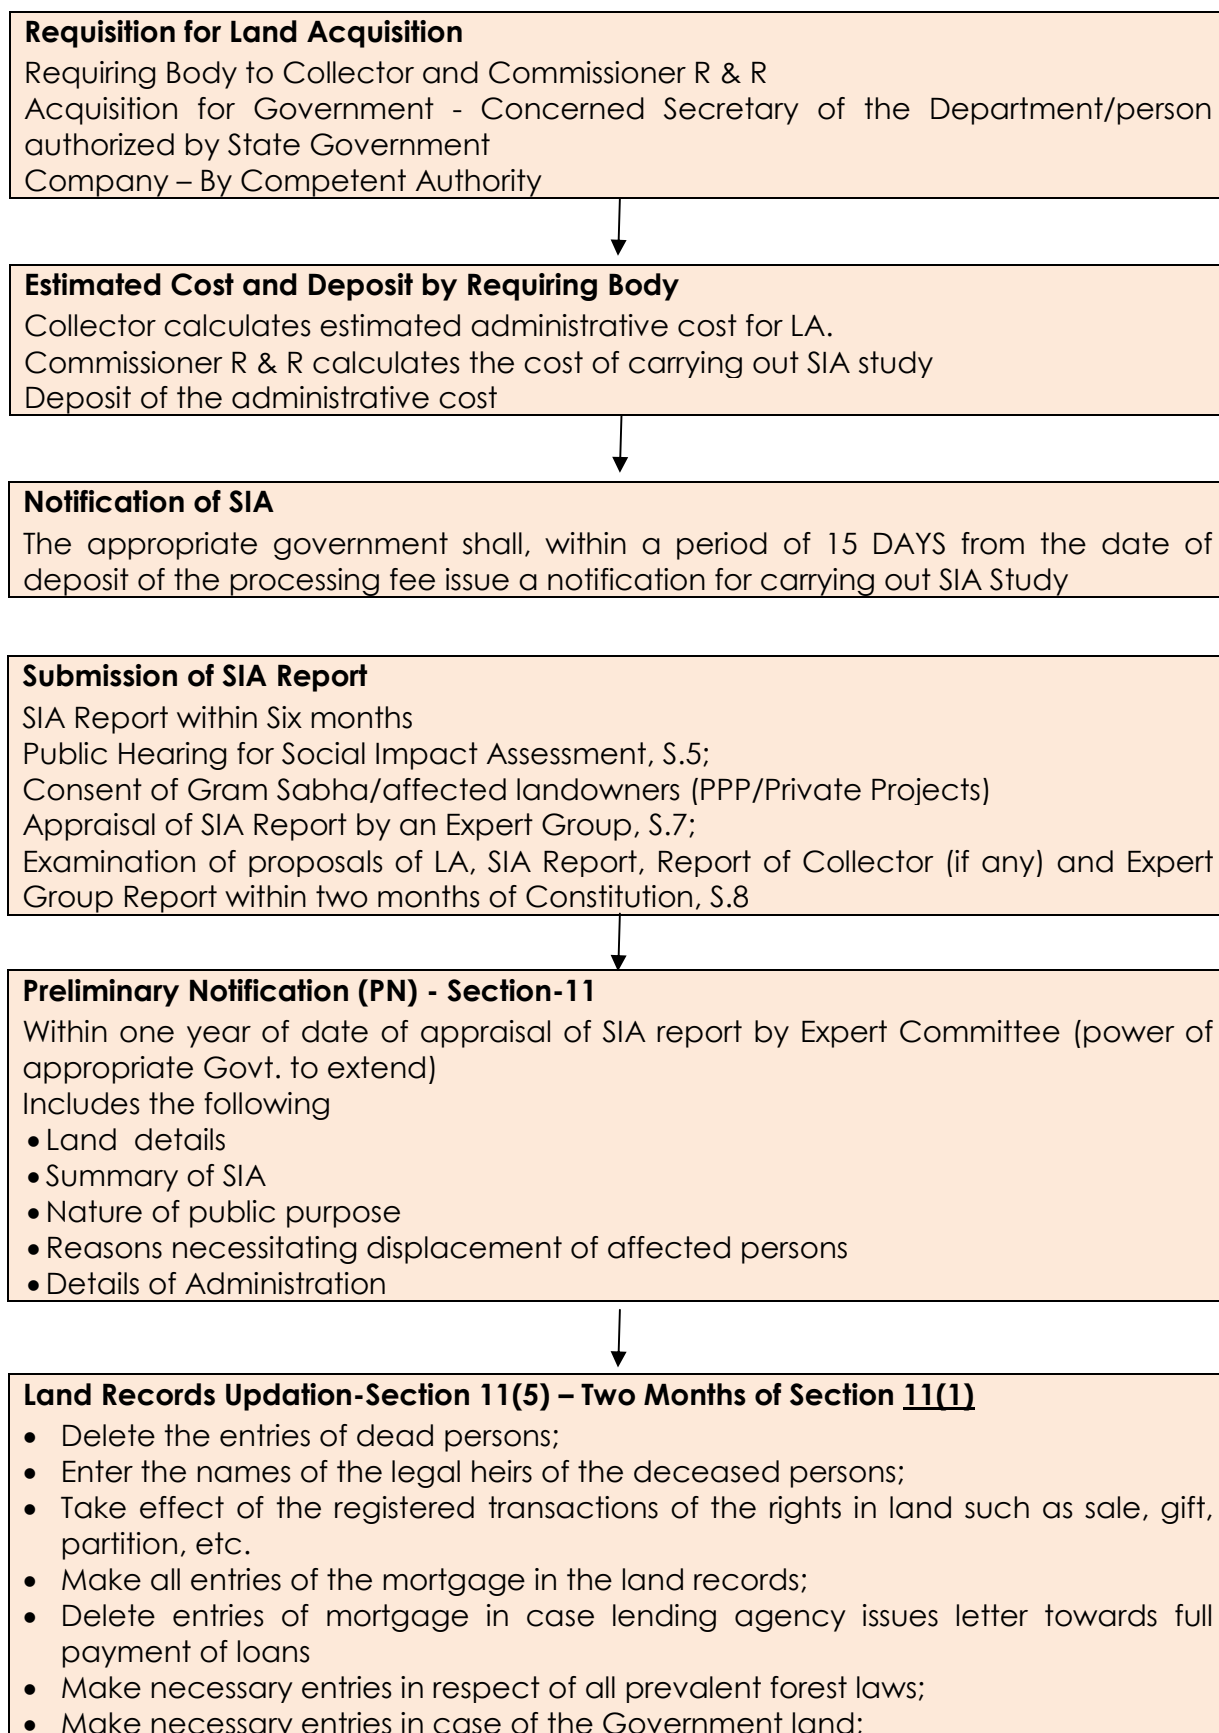 Requisition for Land Acquisition
Requiring Body to Collector and Commissioner R & R
Acquisition for Government - Concerned Secretary of the Department/person
authorized by State Government
Company – By Competent Authority
Estimated Cost and Deposit by Requiring Body
Collector calculates estimated administrative cost for LA.
Commissioner R & R calculates the cost of carrying out SIA study
Deposit of the administrative cost
Notification of SIA
The appropriate government shall, within a period of 15 DAYS from the date of
deposit of the processing fee issue a notification for carrying out SIA Study
Submission of SIA Report
SIA Report within Six months
Public Hearing for Social Impact Assessment, S.5;
Consent of Gram Sabha/affected landowners (PPP/Private Projects)
Appraisal of SIA Report by an Expert Group, S.7;
Examination of proposals of LA, SIA Report, Report of Collector (if any) and Expert
Group Report within two months of Constitution, S.8
Preliminary Notification (PN) - Section-11
Within one year of date of appraisal of SIA report by Expert Committee (power of
appropriate Govt. to extend)
Includes the following
• Land details
• Summary of SIA
• Nature of public purpose
• Reasons necessitating displacement of affected persons
• Details of Administration
Land Records Updation-Section 11(5) – Two Months of Section 11(1)
• Delete the entries of dead persons;
• Enter the names of the legal heirs of the deceased persons;
• Take effect of the registered transactions of the rights in land such as sale, gift,
partition, etc.
• Make all entries of the mortgage in the land records;
• Delete entries of mortgage in case lending agency issues letter towards full
payment of loans
• Make necessary entries in respect of all prevalent forest laws;
• Make necessary entries in case of the Government land;